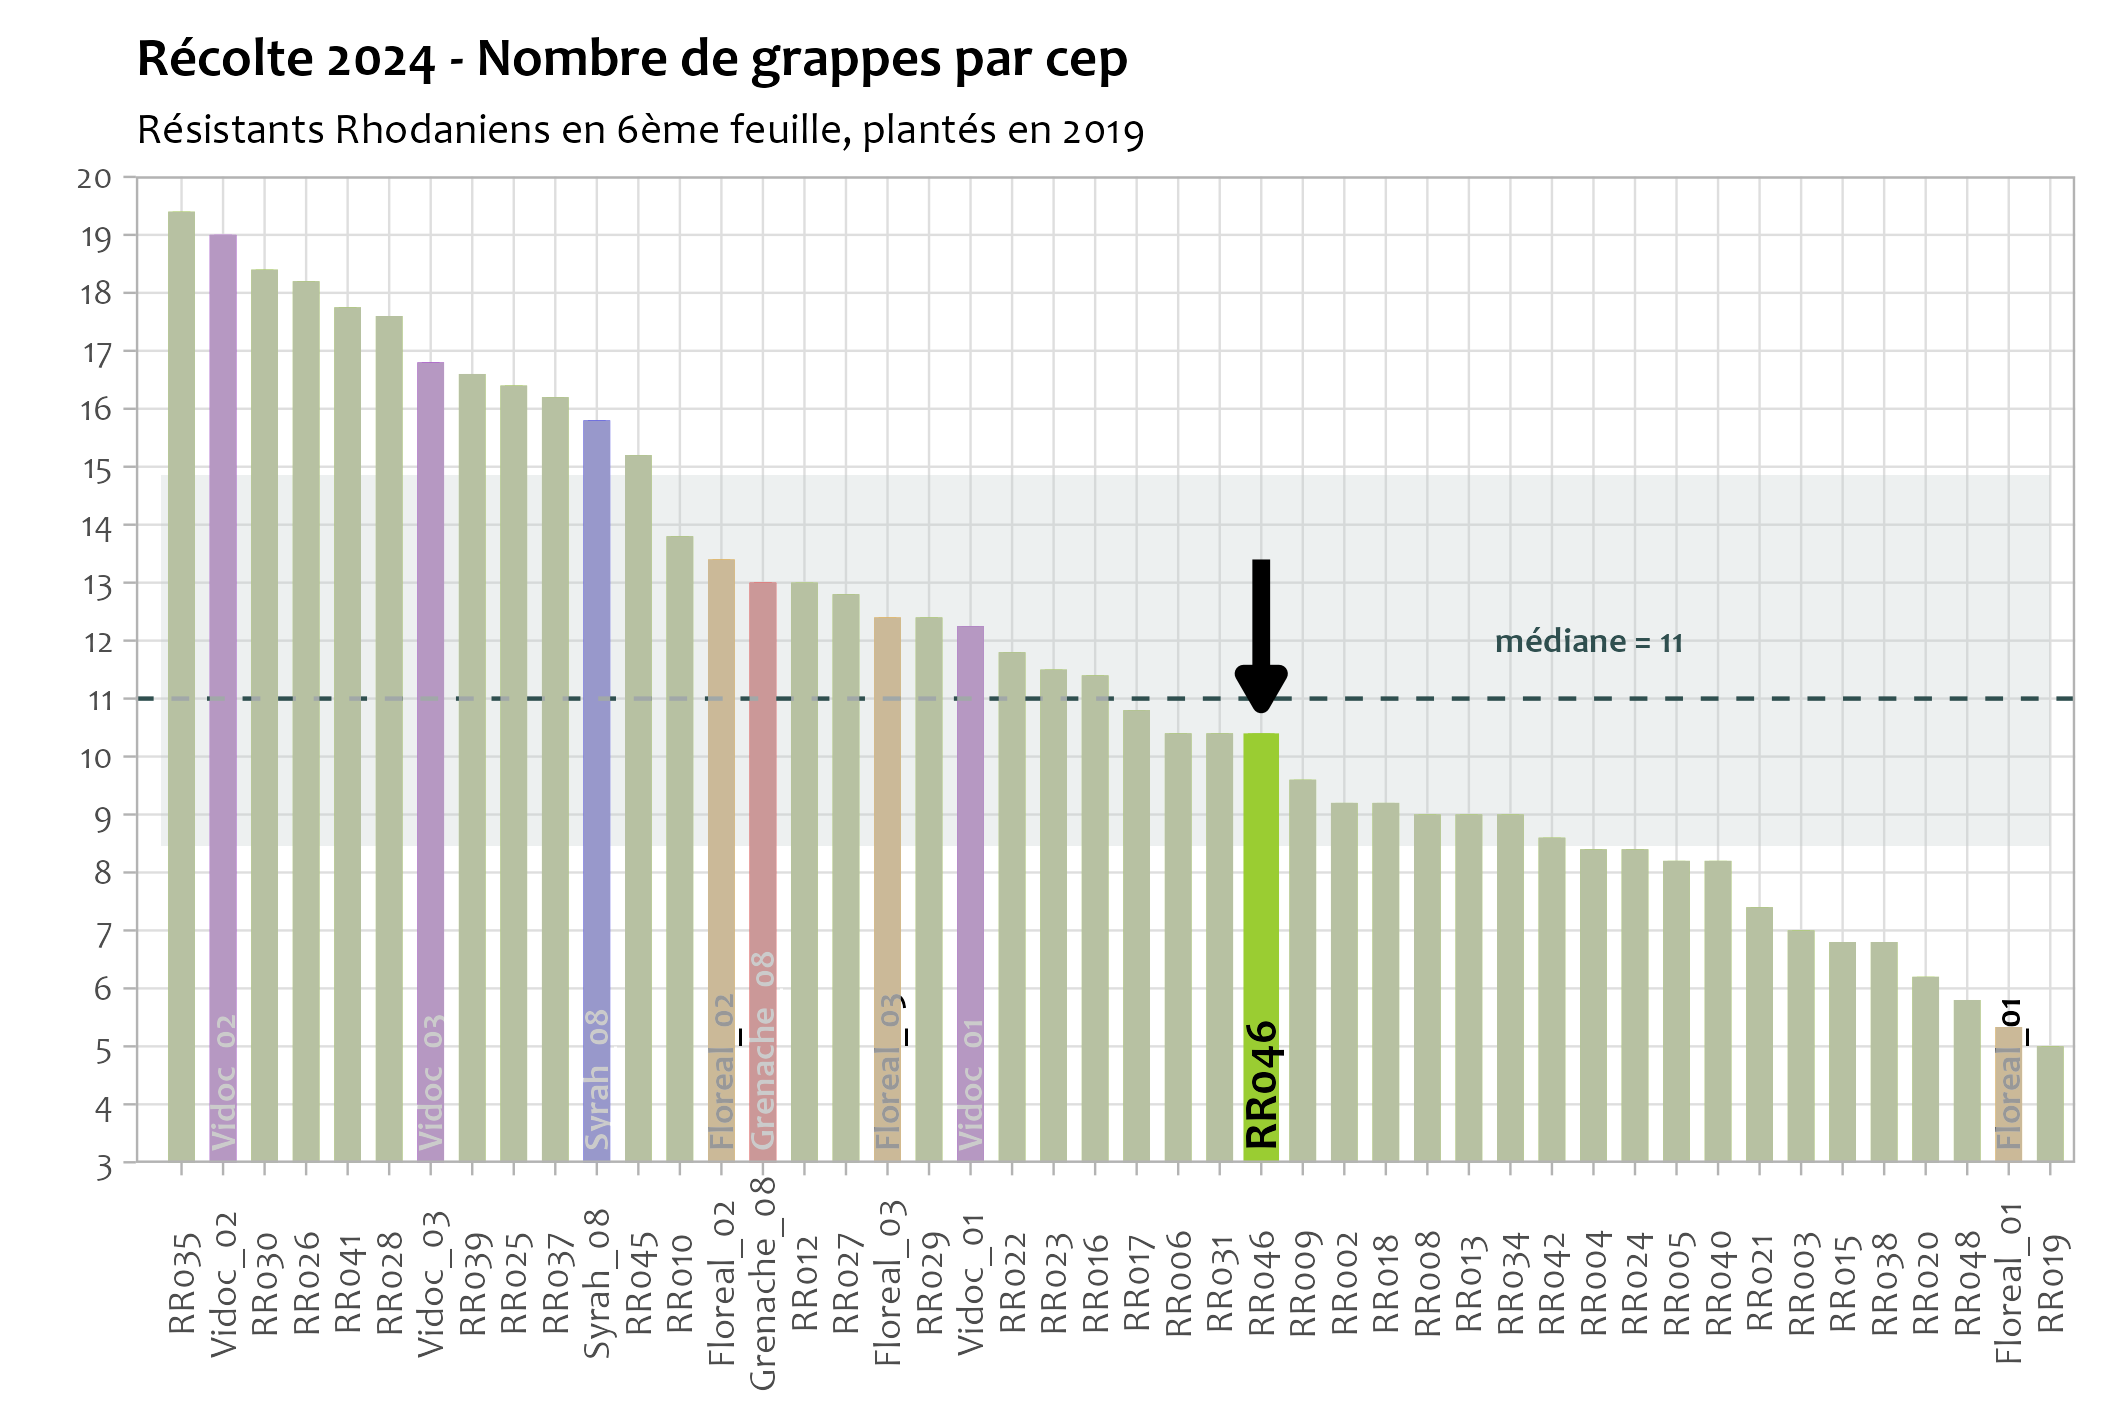 Récolte 2024 - Nombre de grappes par cep
Résistants Rhodaniens en 6ème feuille, plantés en 2019
20
19
18
17
16
15
14
13
12
11
10
9
8
7
6
5
4
3
médiane = 11
Vidoc_02
Vidoc_03
Syrah_08
Floreal_02
Grenache_08
Floreal_03
Vidoc_01
RR046
Floreal_01
RR035
Vidoc_02
RR030
RR026
RR041
RR028
Vidoc_03
RR039
RR025
RR037
Syrah_08
RR045
RR010
Floreal_02
Grenache_08
RR012
RR027
Floreal_03
RR029
Vidoc_01
RR022
RR023
RR016
RR017
RR006
RR031
RR046
RR009
RR002
RR018
RR008
RR013
RR034
RR042
RR004
RR024
RR005
RR040
RR021
RR003
RR015
RR038
RR020
RR048
Floreal_01
RR019